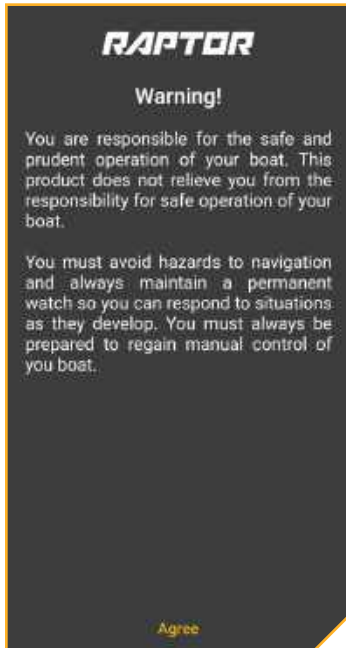 RAPTOR
Warning!
You are responsible for the safe and
prudent operation of your boat. This
product does not relieve you from the
responsibility for safe operation of your
boat.
You must avoid hazards to navigation
and always maintain a permanent
watch so you can respond to situations
as they develop. You must always be
prepared to regain manual control of
you boat.
Agree